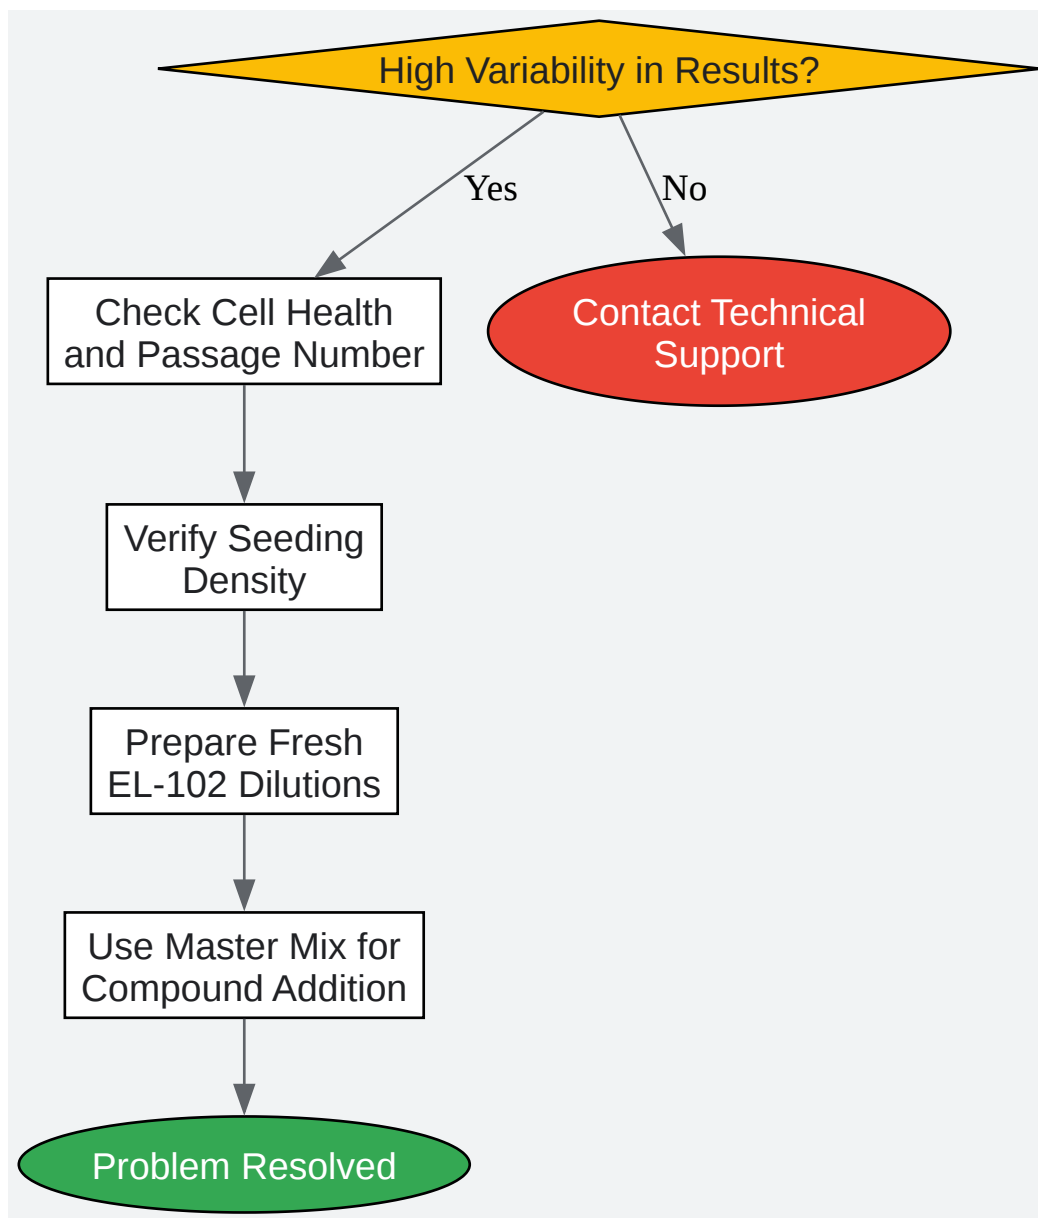 High Variability in Results?
Yes
No
Check Cell Health
and Passage Number
Contact Technical
Support
Verify Seeding
Density
Prepare Fresh
EL-102 Dilutions
Use Master Mix for
Compound Addition
Problem Resolved